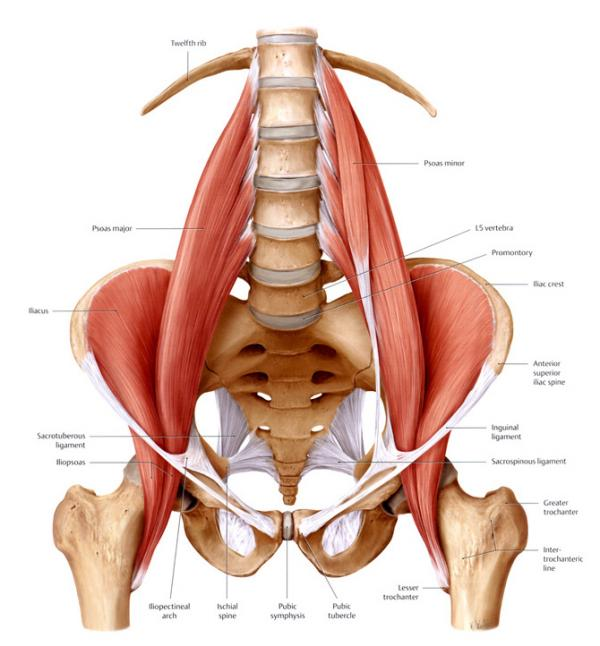 Twelfth rib
Psoas minor
Psoas major
L5 vertebra
Promontory
Iliac crest
Iliacus
Anterior
superior
iliac spine
Inguinal
ligament
Sacrotuberous
ligament
Iliopsoas
Sacrospinous ligament
Greater
trochanter
Inter-
trochanteric
line
Lesser
trochanter
Iliopectineal
arch
Ischial
spine
Pubic
symphysis
Pubic
tubercle